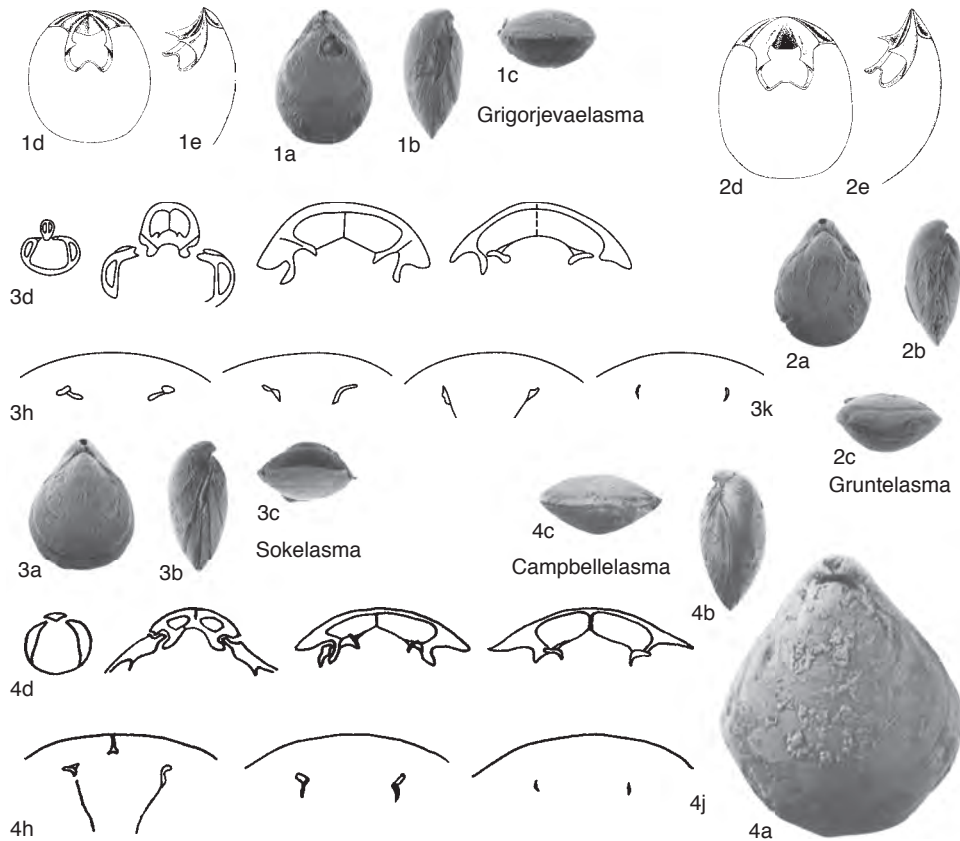 1d
1e
1a
1b
1c
Grigorjevaelasma
2d
2e
3d
2a
2b
3h
3k
2c
Gruntelasma
3a
3b
3c
Sokelasma
4c
Campbellelasma
4b
4d
4h
4j
4a